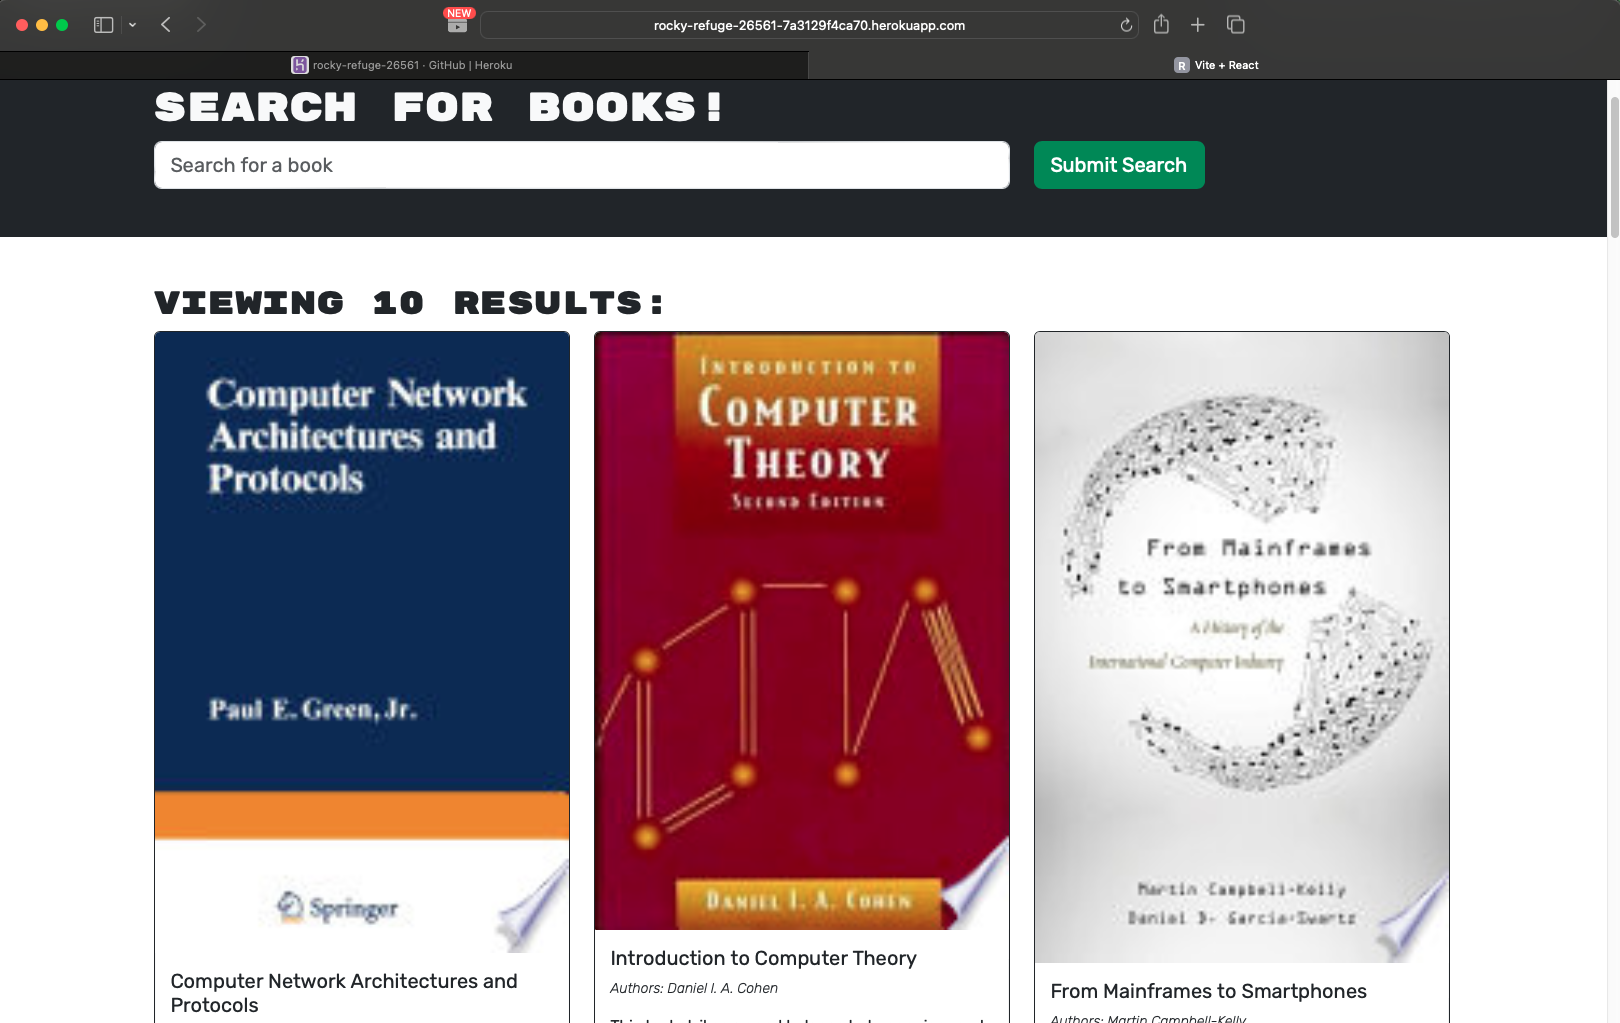 NEW
rocky-refuge-26561-7a3129f4ca70.herokuapp.com
rocky-refuge-26561 · GitHub | Heroku
R
Vite + React
SEARCH FOR BOOKS!
Search for a book
Submit Search
VIEWING 10 RESULTS:
Computer Network
Architectures and
Protocols
Paul E. Green, Jr.
Springer
Computer Network Architectures and
Protocols
INTRODUCTION TO
COMPUTER
THEORY
SECOND EDITION
DANIEL I. A. COHEN
Introduction to Computer Theory
Authors: Daniel I. A. Cohen
From Mainframes
to Smartphones
A History of the
International Computer Industry
Martin Campbell-Kelly
Daniel D. Garcia-Swartz
From Mainframes to Smartphones
Authors: Martin Campbell-Kelly